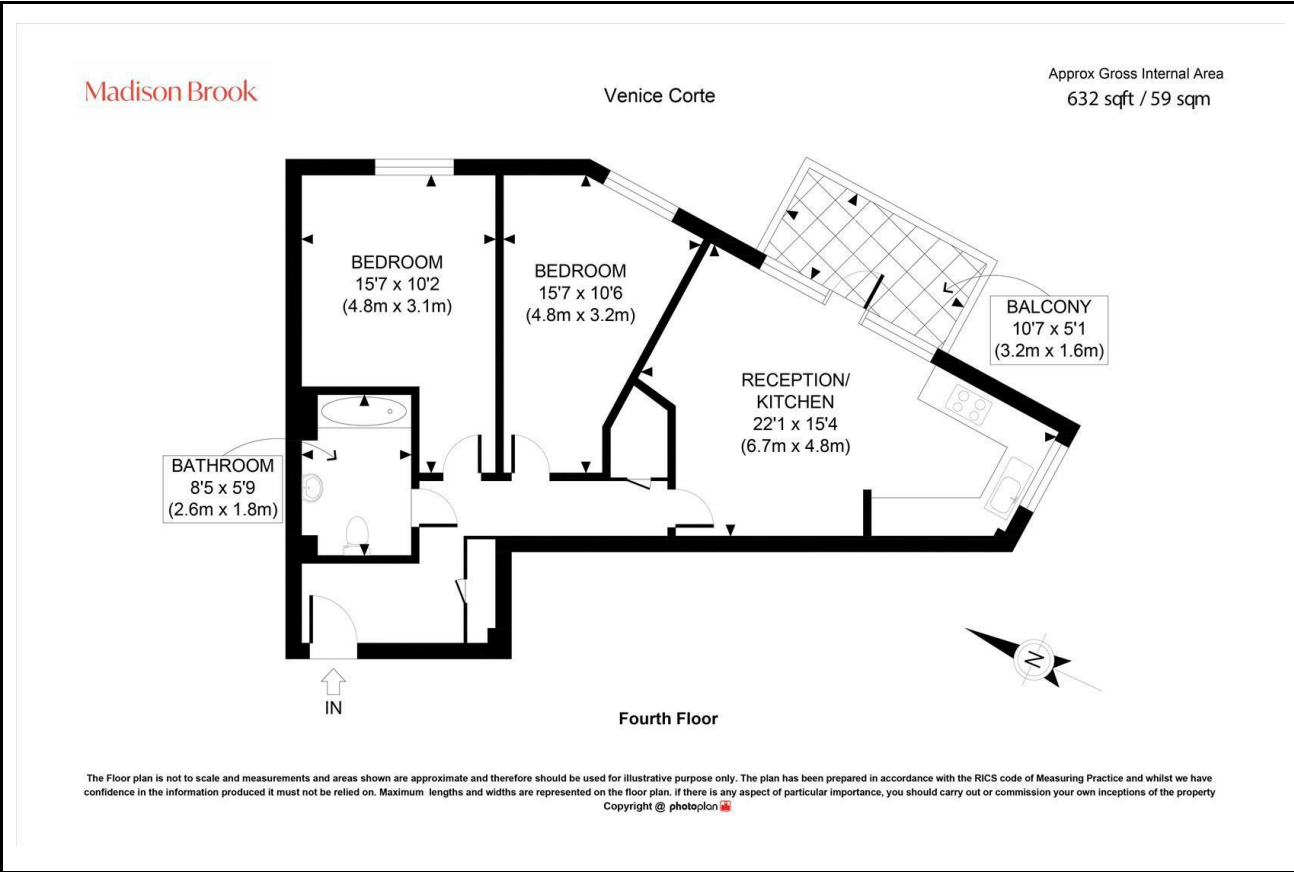 Madison Brook
Venice Corte
Approx Gross Internal Area
632 sqft / 59 sqm
BEDROOM
15'7 x 10'2
(4.8m x 3.1m)
BEDROOM
15'7 x 10'6
(4.8m x 3.2m)
BALCONY
10'7 x 5'1
(3.2m x 1.6m)
RECEPTION/
KITCHEN
22'1 x 15'4
(6.7m x 4.8m)
BATHROOM
8'5 x 5'9
(2.6m x 1.8m)
N
IN
Fourth Floor
The Floor plan is not to scale and measurements and areas shown are approximate and therefore should be used for illustrative purpose only. The plan has been prepared in accordance with the RICS code of Measuring Practice and whilst we have
confidence in the information produced it must not be relied on. Maximum lengths and widths are represented on the floor plan. if there is any aspect of particular importance, you should carry out or commission your own inceptions of the property
Copyright @ photoplan